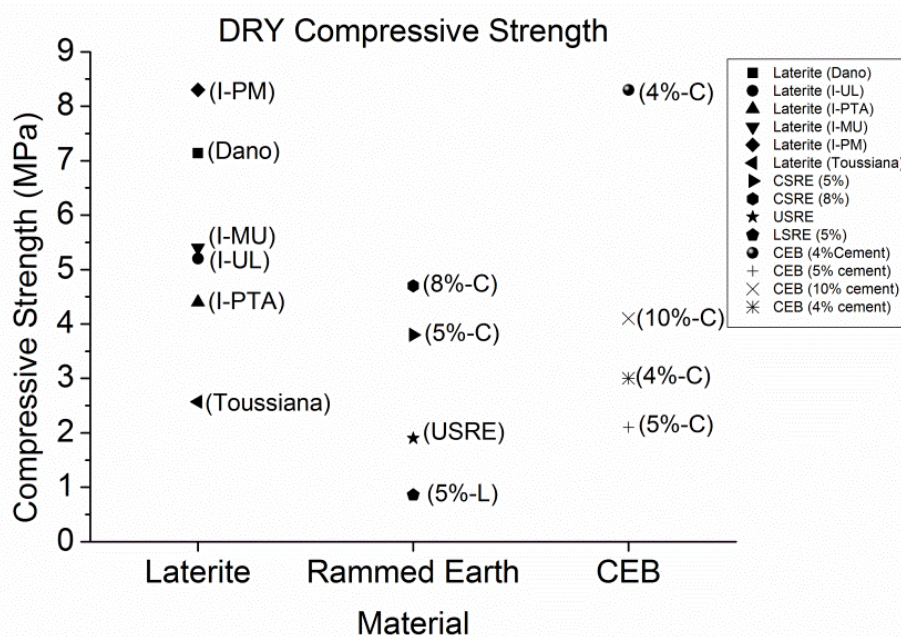 DRY Compressive Strength
Compressive Strength (MPa)
9
8
7
6
5
4
3
2
1
0
(I-PM)
(Dano)
(I-MU)
(I-UL)
(I-PTA)
(Toussiana)
(8%-C)
(5%-C)
(USRE)
(5%-L)
(4%-C)
(10%-C)
(4%-C)
(5%-C)
Laterite
Rammed Earth
CEB
Material
Laterite (Dano)
Laterite (I-UL)
Laterite (I-PTA)
Laterite (I-MU)
Laterite (I-PM)
Laterite (Toussiana)
CSRE (5%)
CSRE (8%)
USRE
LSRE (5%)
CEB (4%Cement)
CEB (5% cement)
CEB (10% cement)
CEB (4% cement)